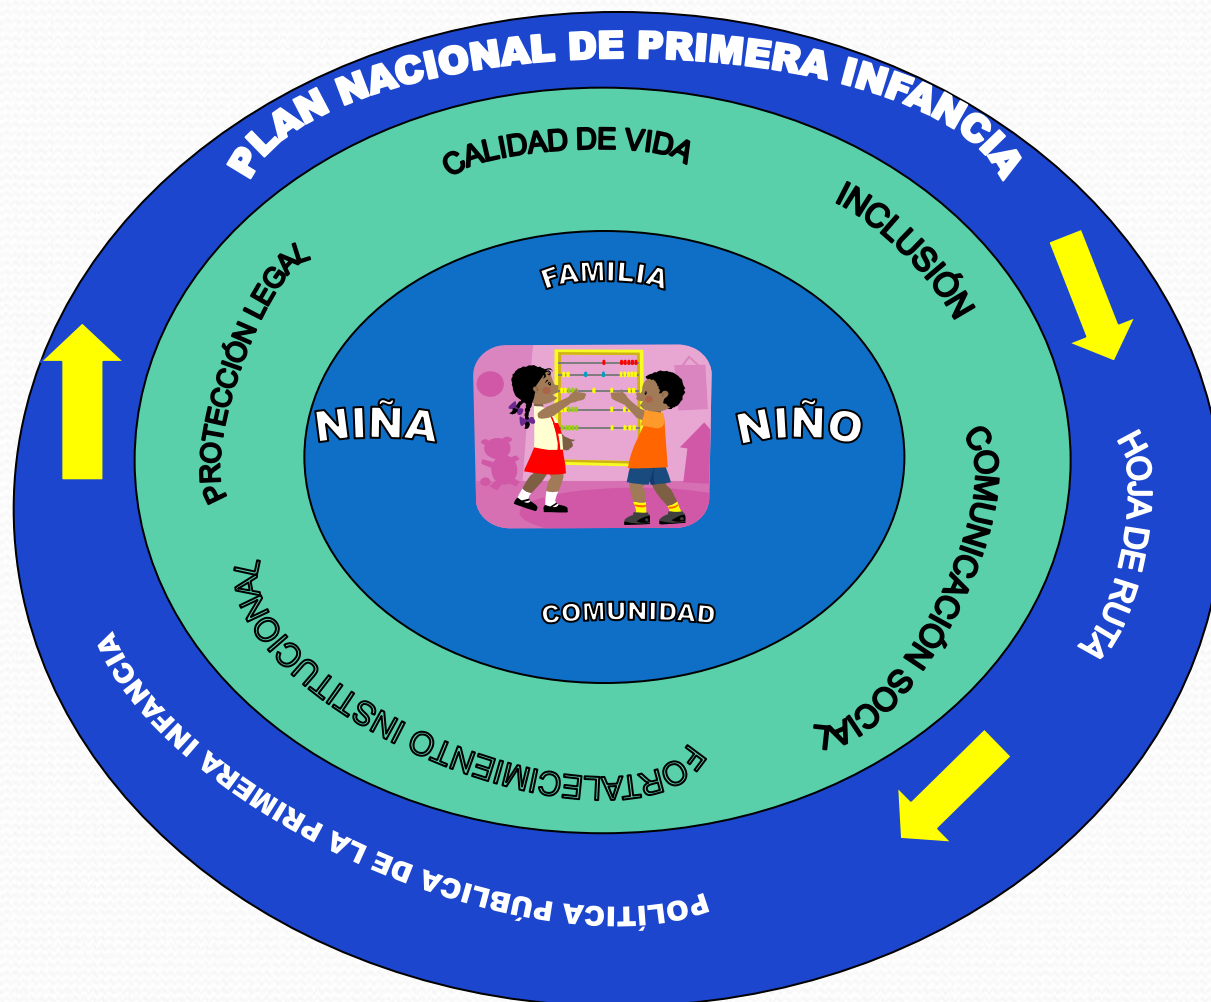 PLAN NACIONAL DE PRIMERA INFANCIA
CALIDAD DE VIDA
INCLUSIÓN
PROTECCIÓN LEGAL
FAMILIA
NIÑA
NIÑO
COMUNICACIÓN SOCIAL
HOJA DE RUTA
COMUNIDAD
FORTALECIMIENTO INSTITUCIONAL
POLÍTICA PÚBLICA DE LA PRIMERA INFANCIA